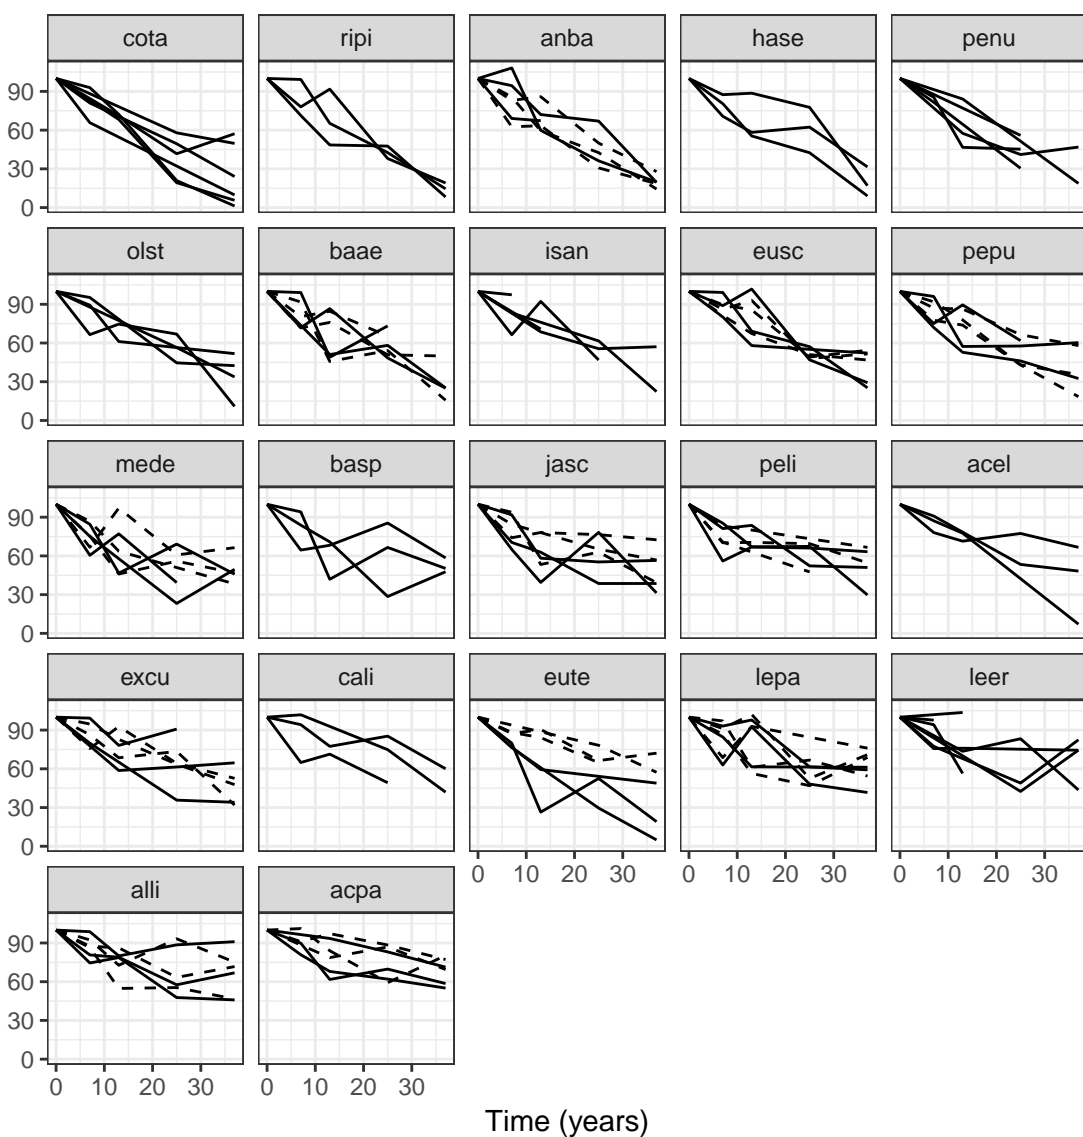 cota ripi anba hase penu
90
60
30
0
olst baae isan eusc pepu
90
60
30
0
mede basp jasc peli acel
90
60
30
0
excu cali eute lepa leer
90
60
30
0
0 10 20 30 0 10 20 30 0 10 20 30
alli acpa
90
60
30
0
0 10 20 30 0 10 20 30
Time (years)